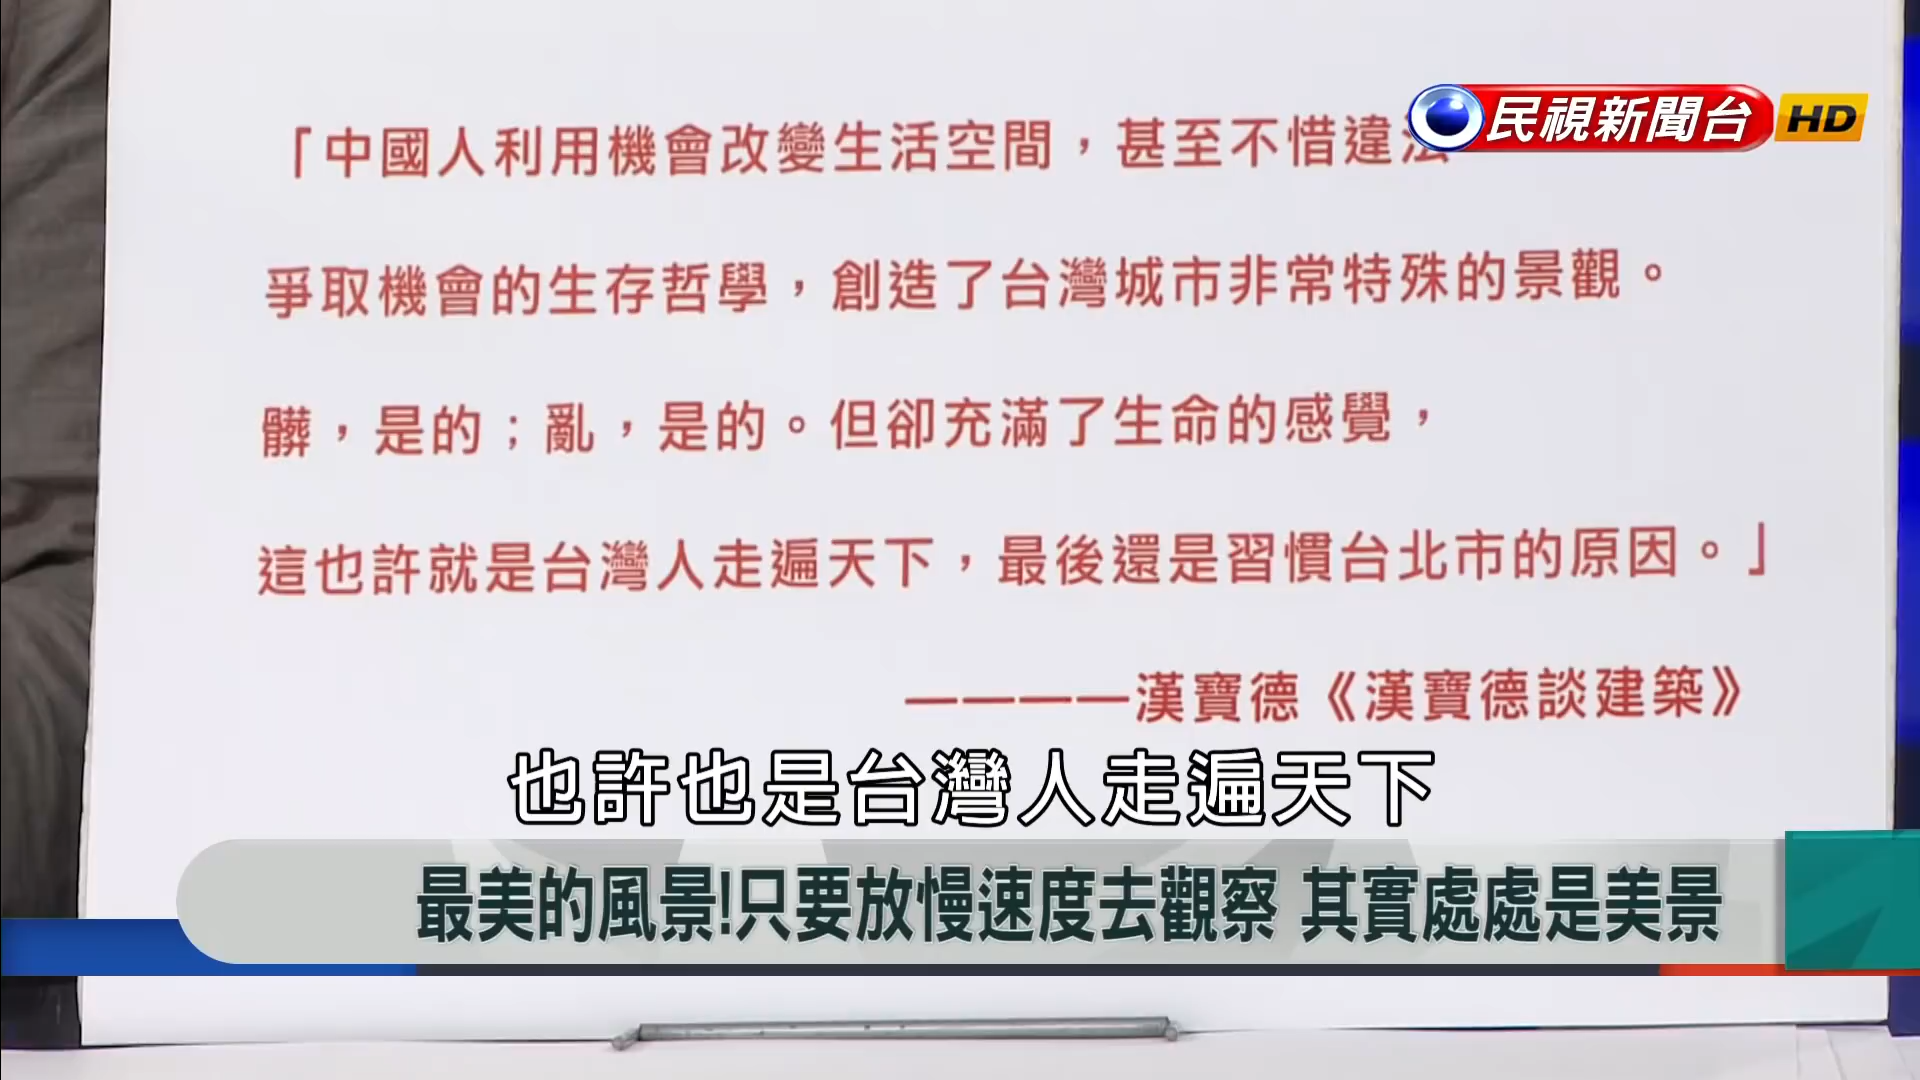 「中國人利用機會改變生活空間，甚至不惜違法
民視新聞台 HD
爭取機會的生存哲學，創造了台灣城市非常特殊的景觀。
髒，是的；亂，是的。但卻充滿了生命的感覺，
這也許就是台灣人走遍天下，最後還是習慣台北市的原因。」
————漢寶德《漢寶德談建築》
也許也是台灣人走遍天下
最美的風景!只要放慢速度去觀察 其實處處是美景